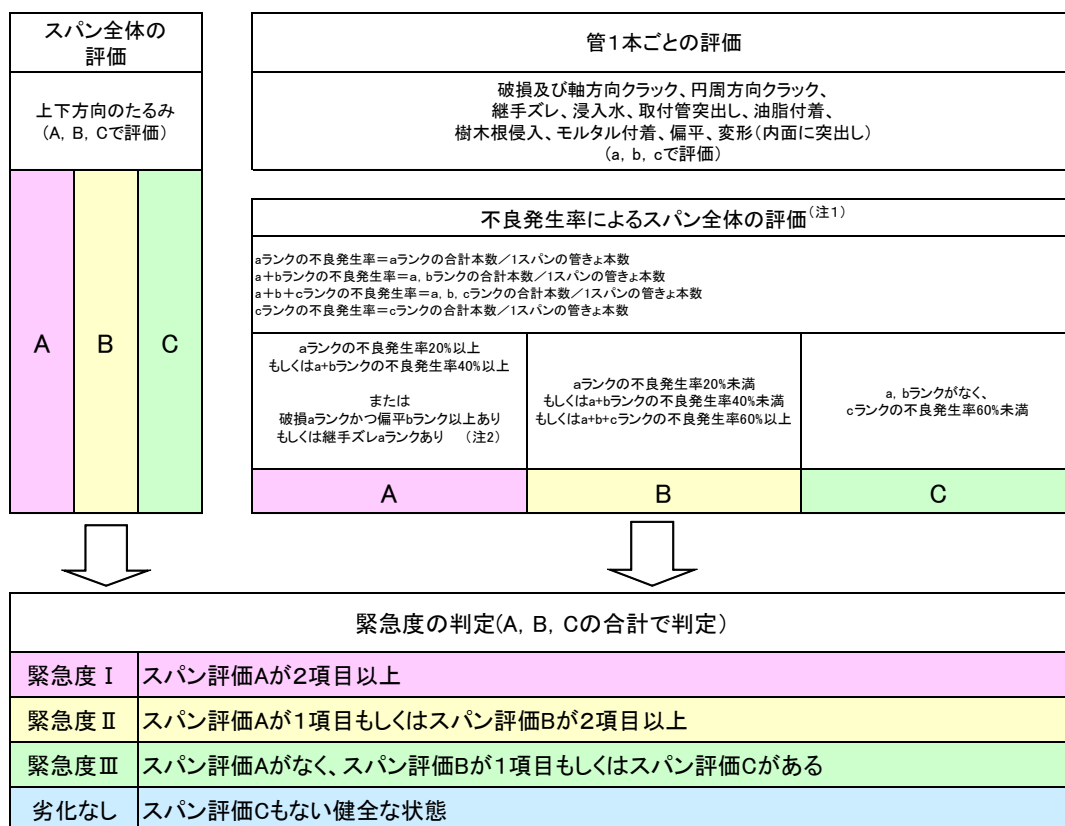 スパン全体の
評価
上下方向のたるみ
(A, B, Cで評価)
A
B
C
管1本ごとの評価
破損及び軸方向クラック、円周方向クラック、
継手ズレ、浸入水、取付管突出し、油脂付着、
樹木根侵入、モルタル付着、偏平、変形(内面に突出し)
(a, b, cで評価)
不良発生率によるスパン全体の評価(注1)
aランクの不良発生率=aランクの合計本数/1スパンの管きょ本数
a+bランクの不良発生率=a, bランクの合計本数/1スパンの管きょ本数
a+b+cランクの不良発生率=a, b, cランクの合計本数/1スパンの管きょ本数
cランクの不良発生率=cランクの合計本数/1スパンの管きょ本数
aランクの不良発生率20%以上
もしくはa+bランクの不良発生率40%以上
または
破損aランクかつ偏平bランク以上あり
もしくは継手ズレaランクあり (注2)
aランクの不良発生率20%未満
もしくはa+bランクの不良発生率40%未満
もしくはa+b+cランクの不良発生率60%以上
a, bランクがなく、
cランクの不良発生率60%未満
A
B
C
緊急度の判定(A, B, Cの合計で判定)
緊急度Ⅰ スパン評価Aが2項目以上
緊急度Ⅱ スパン評価Aが1項目もしくはスパン評価Bが2項目以上
緊急度Ⅲ スパン評価Aがなく、スパン評価Bが1項目もしくはスパン評価Cがある
劣化なし スパン評価Cもない健全な状態